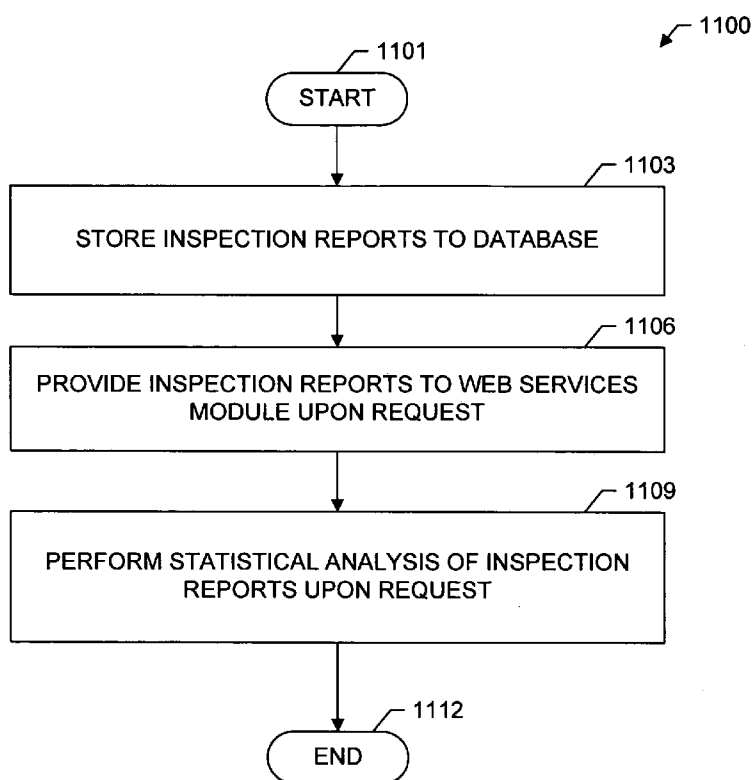 1100
1101
START
1103
STORE INSPECTION REPORTS TO DATABASE
1106
PROVIDE INSPECTION REPORTS TO WEB SERVICES
MODULE UPON REQUEST
1109
PERFORM STATISTICAL ANALYSIS OF INSPECTION
REPORTS UPON REQUEST
1112
END